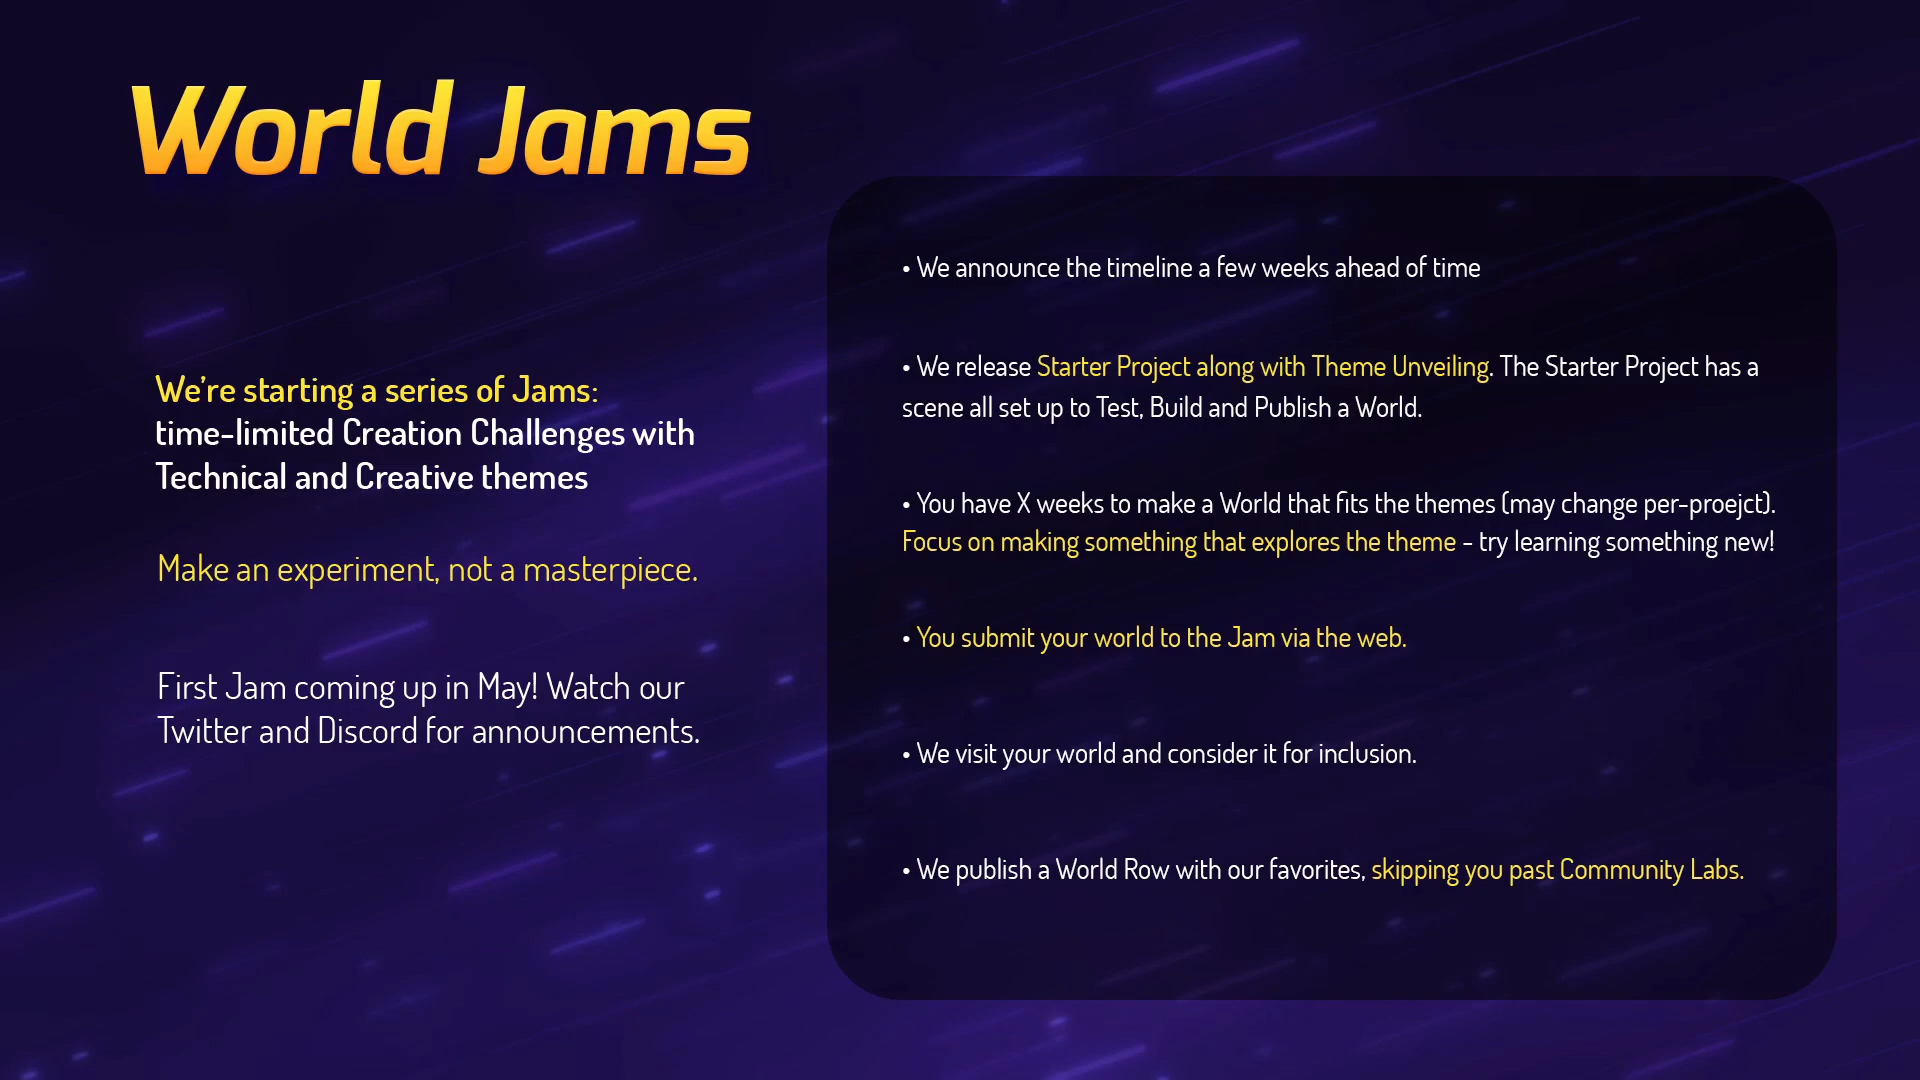 World Jams
We're starting a series of Jams:
time-limited Creation Challenges with
Technical and Creative themes
Make an experiment, not a masterpiece.
First Jam coming up in May! Watch our
Twitter and Discord for announcements.
• We announce the timeline a few weeks ahead of time
• We release Starter Project along with Theme Unveiling. The Starter Project has a
scene all set up to Test, Build and Publish a World.
• You have X weeks to make a World that fits the themes (may change per-proejct).
Focus on making something that explores the theme - try learning something new!
• You submit your world to the Jam via the web.
• We visit your world and consider it for inclusion.
• We publish a World Row with our favorites, skipping you past Community Labs.